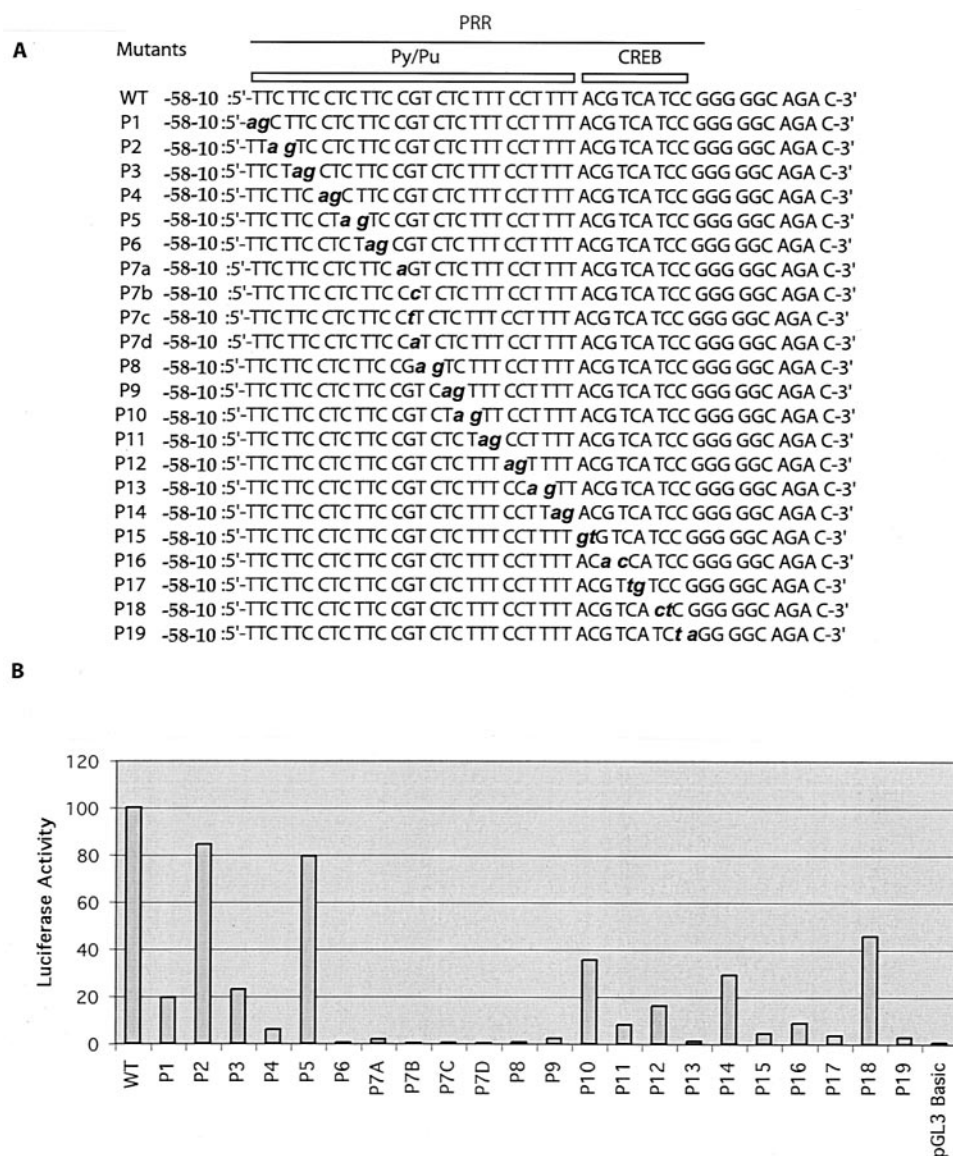 PRR
A Mutants Py/Pu CREB
WT -58-10 :5'-TTC TTC CTC TTC CGT CTC TTT CCT TTT ACG TCA TCC GGG GGC AGA C-3'
P1 -58-10 :5'-agC TTC CTC TTC CGT CTC TTT CCT TTT ACG TCA TCC GGG GGC AGA C-3'
P2 -58-10 :5'-TTa gTC CTC TTC CGT CTC TTT CCT TTT ACG TCA TCC GGG GGC AGA C-3'
P3 -58-10 :5'-TTC Tag CTC TTC CGT CTC TTT CCT TTT ACG TCA TCC GGG GGC AGA C-3'
P4 -58-10 :5'-TTC TTC agC TTC CGT CTC TTT CCT TTT ACG TCA TCC GGG GGC AGA C-3'
P5 -58-10 :5'-TTC TTC CTa gTC CGT CTC TTT CCT TTT ACG TCA TCC GGG GGC AGA C-3'
P6 -58-10 :5'-TTC TTC CTC Tag CGT CTC TTT CCT TTT ACG TCA TCC GGG GGC AGA C-3'
P7a -58-10 :5'-TTC TTC CTC TTC aGT CTC TTT CCT TTT ACG TCA TCC GGG GGC AGA C-3'
P7b -58-10 :5'-TTC TTC CTC TTC CcT CTC TTT CCT TTT ACG TCA TCC GGG GGC AGA C-3'
P7c -58-10 :5'-TTC TTC CTC TTC CtT CTC TTT CCT TTT ACG TCA TCC GGG GGC AGA C-3'
P7d -58-10 :5'-TTC TTC CTC TTC CaT CTC TTT CCT TTT ACG TCA TCC GGG GGC AGA C-3'
P8 -58-10 :5'-TTC TTC CTC TTC CGa gTC TTT CCT TTT ACG TCA TCC GGG GGC AGA C-3'
P9 -58-10 :5'-TTC TTC CTC TTC CGT Cag TTT CCT TTT ACG TCA TCC GGG GGC AGA C-3'
P10 -58-10 :5'-TTC TTC CTC TTC CGT CTa gTT CCT TTT ACG TCA TCC GGG GGC AGA C-3'
P11 -58-10 :5'-TTC TTC CTC TTC CGT CTC Tag CCT TTT ACG TCA TCC GGG GGC AGA C-3'
P12 -58-10 :5'-TTC TTC CTC TTC CGT CTC TTT agT TTT ACG TCA TCC GGG GGC AGA C-3'
P13 -58-10 :5'-TTC TTC CTC TTC CGT CTC TTT CCa gTT ACG TCA TCC GGG GGC AGA C-3'
P14 -58-10 :5'-TTC TTC CTC TTC CGT CTC TTT CCT Tag ACG TCA TCC GGG GGC AGA C-3'
P15 -58-10 :5'-TTC TTC CTC TTC CGT CTC TTT CCT TTT gtG TCA TCC GGG GGC AGA C-3'
P16 -58-10 :5'-TTC TTC CTC TTC CGT CTC TTT CCT TTT ACa cCA TCC GGG GGC AGA C-3'
P17 -58-10 :5'-TTC TTC CTC TTC CGT CTC TTT CCT TTT ACG Ttg TCC GGG GGC AGA C-3'
P18 -58-10 :5'-TTC TTC CTC TTC CGT CTC TTT CCT TTT ACG TCA ctC GGG GGC AGA C-3'
P19 -58-10 :5'-TTC TTC CTC TTC CGT CTC TTT CCT TTT ACG TCA TCt aGG GGC AGA C-3'
B
Luciferase Activity
120
100
80
60
40
20
0
WT P1 P2 P3 P4 P5 P6 P7A P7B P7C P7D P8 P9 P10 P11 P12 P13 P14 P15 P16 P17 P18 P19 pGL3 Basic